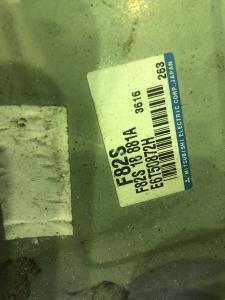 F82S
F82S 18 881A
E6T50872H
3616
263
MITSUBISHI ELECTRIC CORP., JAPAN